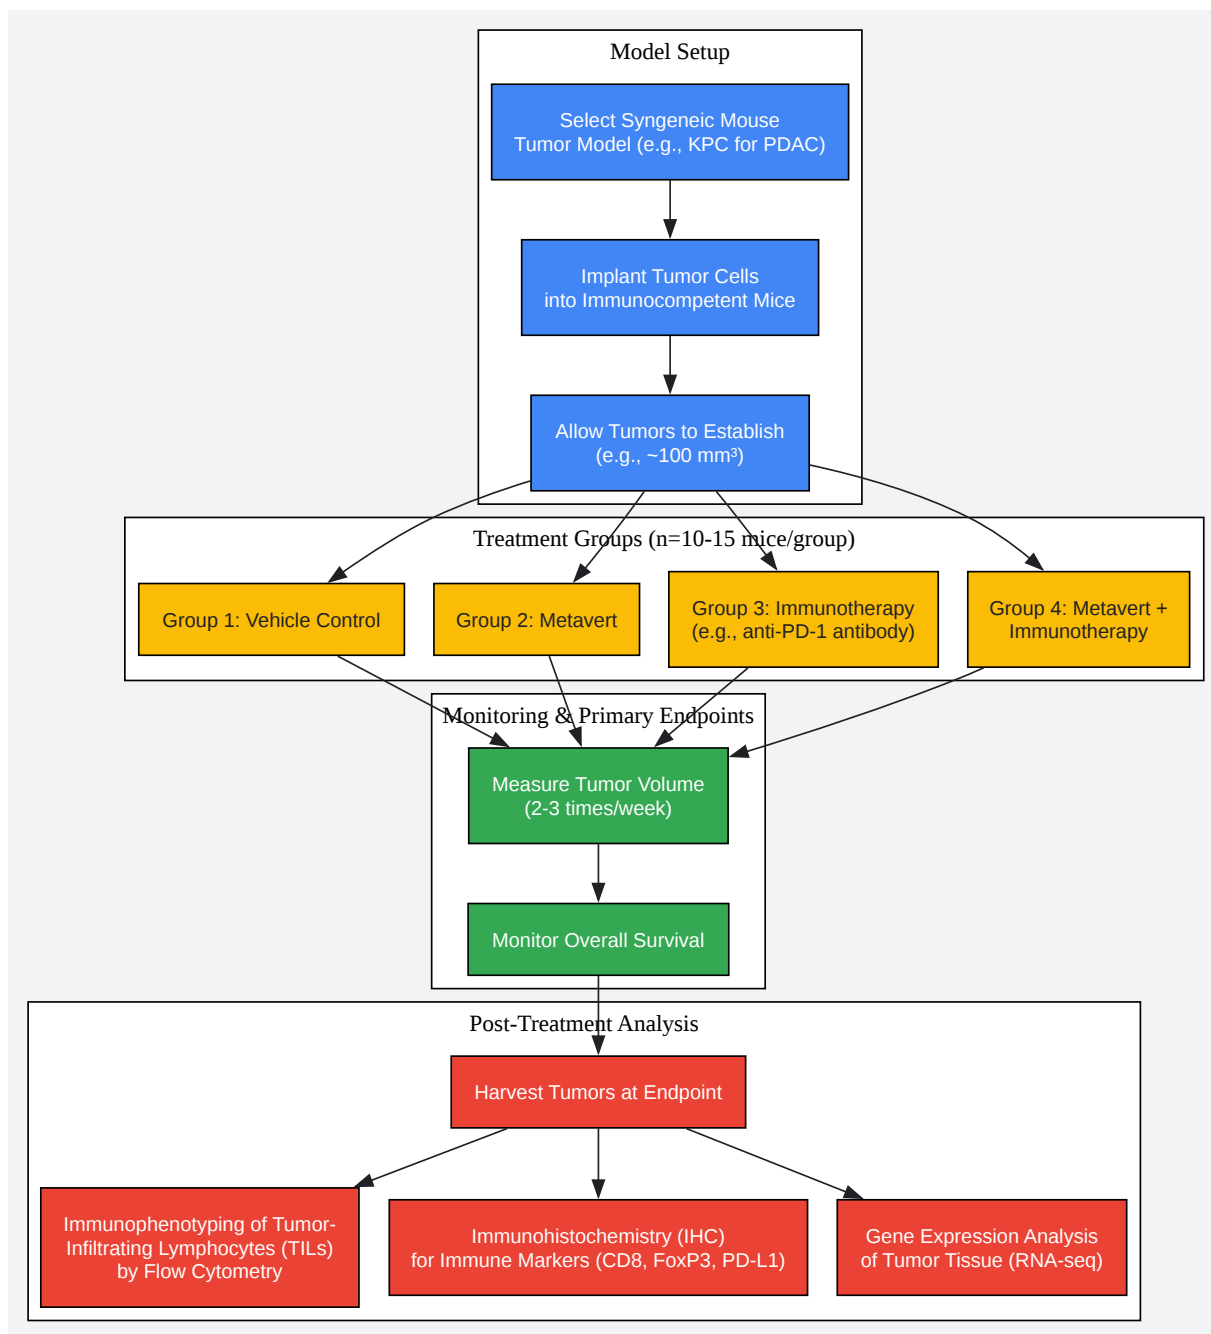 Model Setup
Select Syngeneic Mouse
Tumor Model (e.g., KPC for PDAC)
Implant Tumor Cells
into Immunocompetent Mice
Allow Tumors to Establish
(e.g., ~100 mm³)
Treatment Groups (n=10-15 mice/group)
Group 1: Vehicle Control
Group 2: Metavert
Group 3: Immunotherapy
(e.g., anti-PD-1 antibody)
Group 4: Metavert +
Immunotherapy
Monitoring & Primary Endpoints
Measure Tumor Volume
(2-3 times/week)
Monitor Overall Survival
Post-Treatment Analysis
Harvest Tumors at Endpoint
Immunophenotyping of Tumor-
Infiltrating Lymphocytes (TILs)
by Flow Cytometry
Immunohistochemistry (IHC)
for Immune Markers (CD8, FoxP3, PD-L1)
Gene Expression Analysis
of Tumor Tissue (RNA-seq)